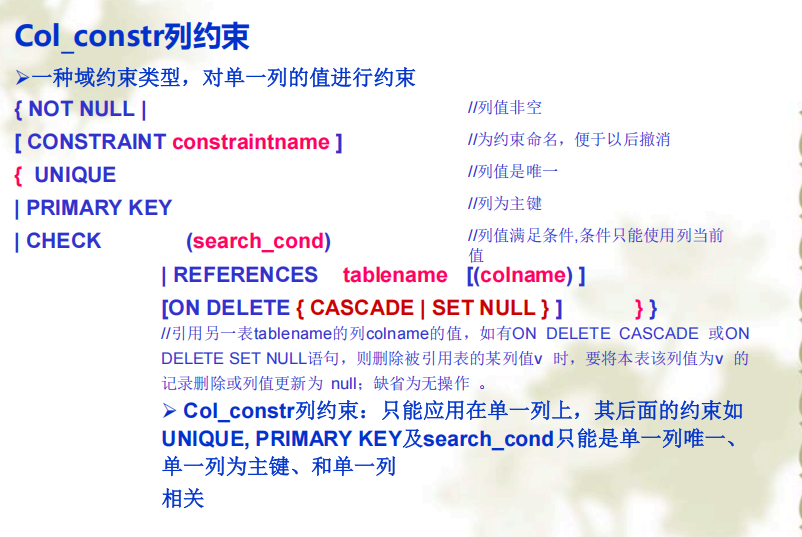 Col_constr列约束
➢一种域约束类型，对单一列的值进行约束
{ NOT NULL | //列值非空
[ CONSTRAINT constraintname ] //为约束命名，便于以后撤消
{ UNIQUE //列值是唯一
| PRIMARY KEY //列为主键
| CHECK (search_cond) //列值满足条件,条件只能使用列当前
值
| REFERENCES tablename [(colname) ]
[ON DELETE { CASCADE | SET NULL } ] } }
//引用另一表tablename的列colname的值，如有ON DELETE CASCADE 或ON
DELETE SET NULL语句，则删除被引用表的某列值v 时，要将本表该列值为v 的
记录删除或列值更新为 null；缺省为无操作 。
➢ Col_constr列约束：只能应用在单一列上，其后面的约束如
UNIQUE, PRIMARY KEY及search_cond只能是单一列唯一、
单一列为主键、和单一列
相关